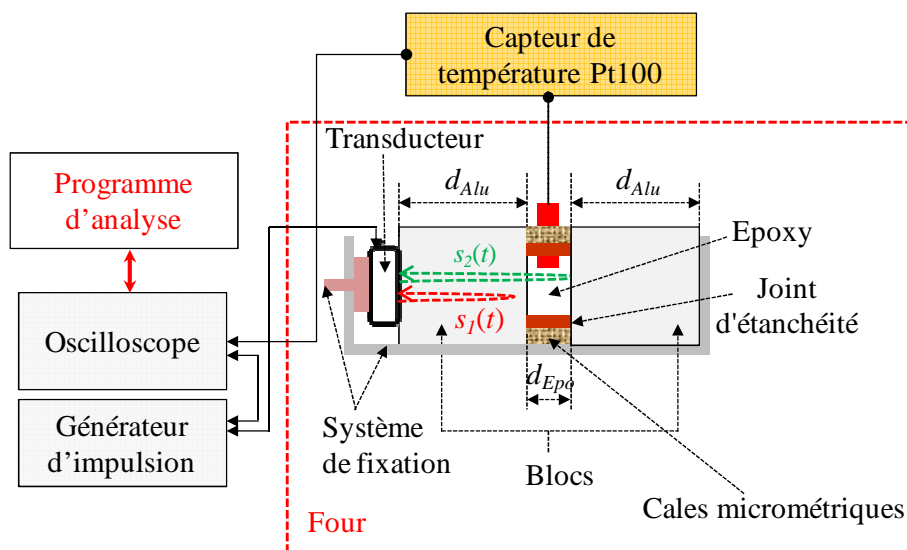 Capteur de
température Pt100
Transducteur
d_Alu
d_Alu
Programme
d'analyse
Epoxy
s_2(t)
s_1(t)
Joint
d'étanchéité
Oscilloscope
d_Epo
Générateur
d'impulsion
Système
de fixation
Blocs
Cales micrométriques
Four